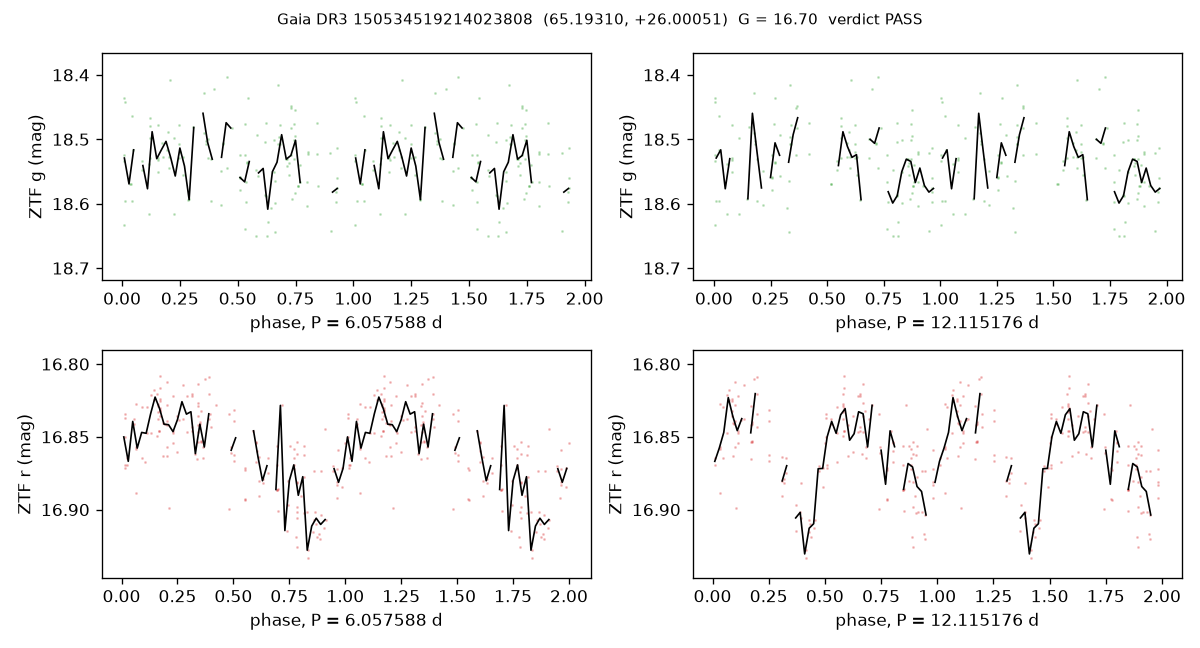 Gaia DR3 150534519214023808 (65.19310, +26.00051) G = 16.70 verdict PASS
18.4
18.5
18.6
18.7
ZTF g (mag)
0.00 0.25 0.50 0.75 1.00 1.25 1.50 1.75 2.00
phase, P = 6.057588 d
18.4
18.5
18.6
18.7
ZTF g (mag)
0.00 0.25 0.50 0.75 1.00 1.25 1.50 1.75 2.00
phase, P = 12.115176 d
16.80
16.85
16.90
ZTF r (mag)
0.00 0.25 0.50 0.75 1.00 1.25 1.50 1.75 2.00
phase, P = 6.057588 d
16.80
16.85
16.90
ZTF r (mag)
0.00 0.25 0.50 0.75 1.00 1.25 1.50 1.75 2.00
phase, P = 12.115176 d